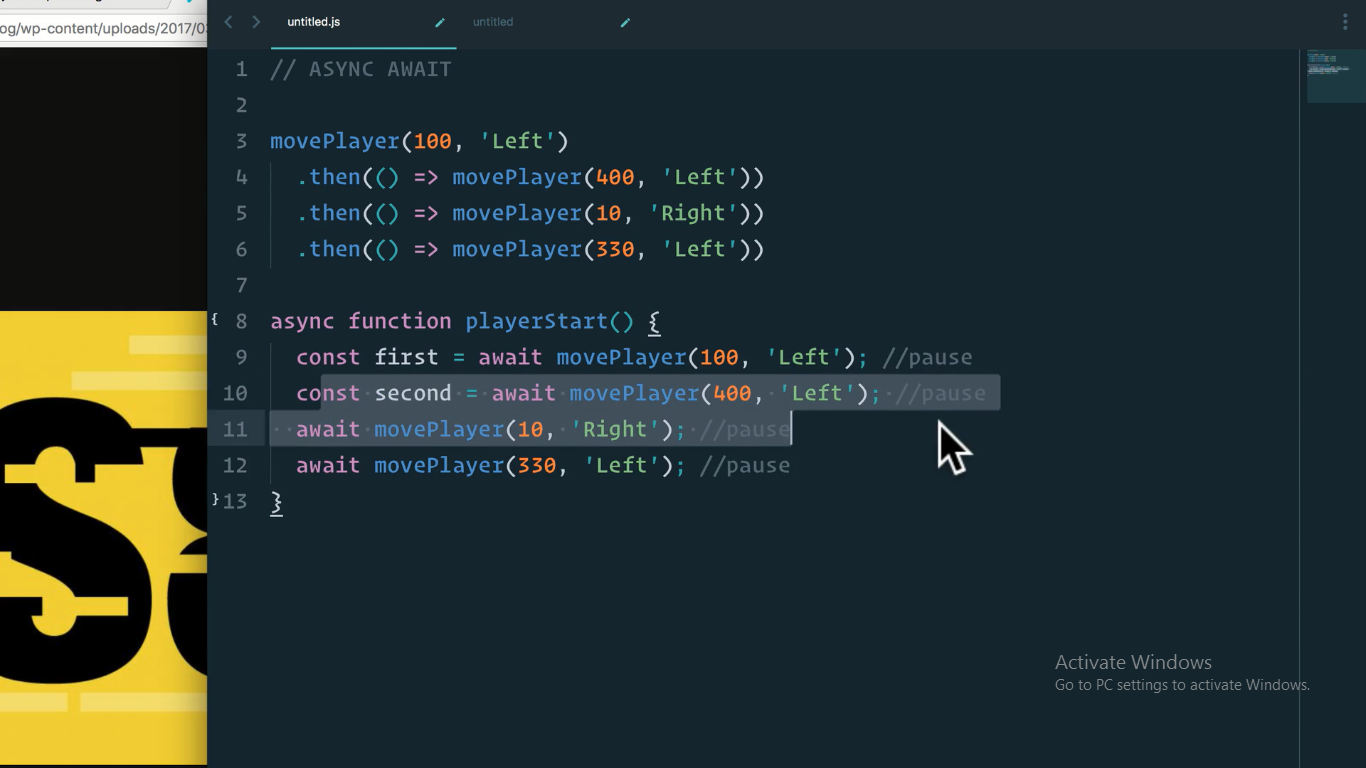 og/wp-content/uploads/2017/03
untitled.js
untitled
1 // ASYNC AWAIT
2
3 movePlayer(100, 'Left')
4 .then(() => movePlayer(400, 'Left'))
5 .then(() => movePlayer(10, 'Right'))
6 .then(() => movePlayer(330, 'Left'))
7
{ 8 async function playerStart() {
9 const first = await movePlayer(100, 'Left'); //pause
10 const second = await movePlayer(400, 'Left'); //pause
11 await movePlayer(10, 'Right'); //pause
12 await movePlayer(330, 'Left'); //pause
} 13 }
Activate Windows
Go to PC settings to activate Windows.